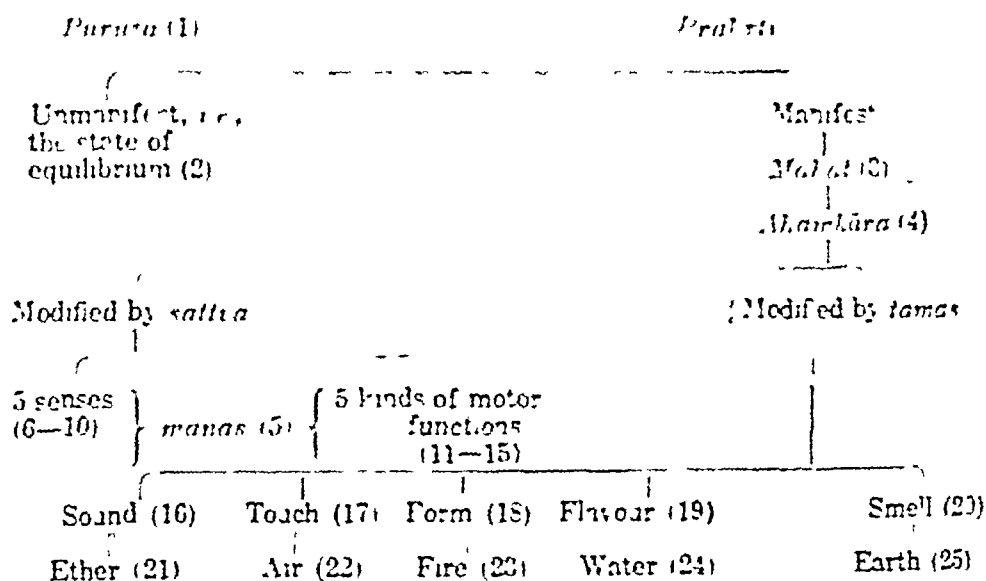 Purusa (1) Prakrti
Unmanifest, i.e.,
the state of
equilibrium (2)
Manifest
Mahat (3)
Ahamkāra (4)
Modified by sattva Modified by tamas
5 senses
(6—10)
manas (5)
5 kinds of motor
functions
(11—15)
Sound (16) Touch (17) Form (18) Flavour (19) Smell (20)
Ether (21) Air (22) Fire (23) Water (24) Earth (25)